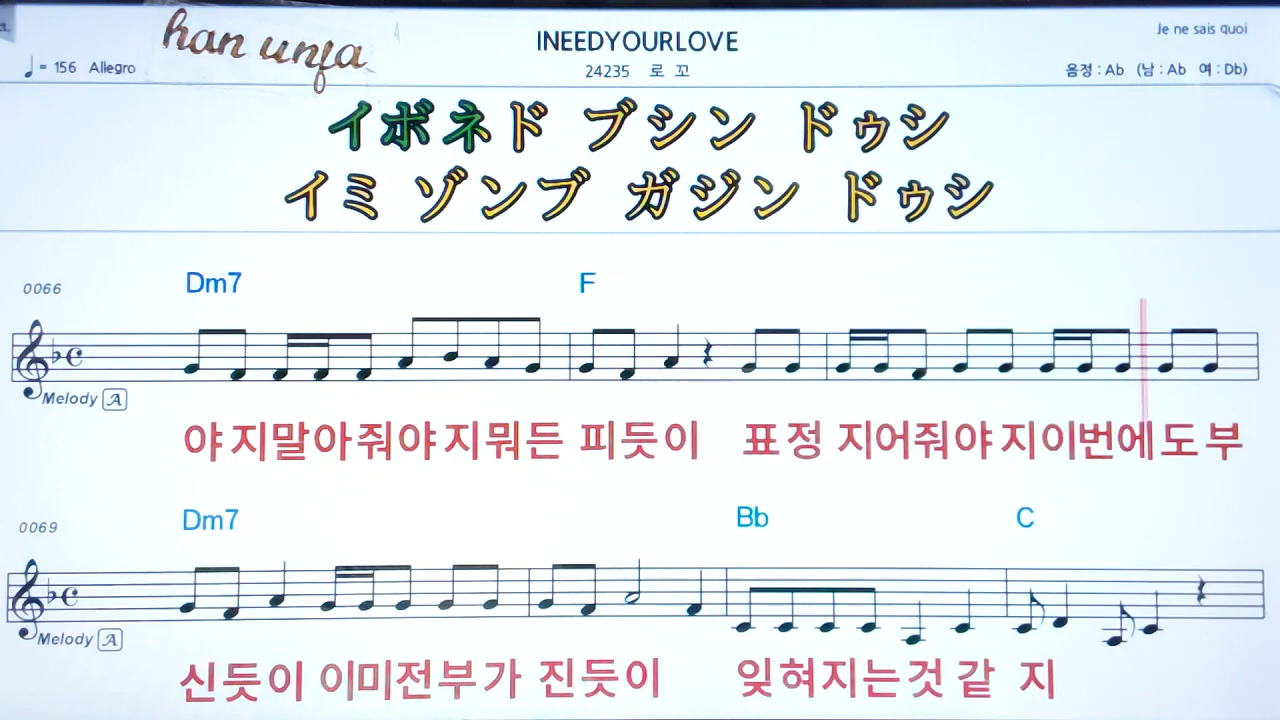 han unfa
INEEDYOURLOVE
Je ne sais quoi
♩= 156 Allegro
24235 로 꼬
음정 : Ab (남 : Ab 여 : Db)
イボネド ブシン ドゥシ
イミ ゾンブ ガジン ドゥシ
0066
Dm7 F
Melody A
야지말아줘야지뭐든 피듯이 표정 지어줘야지이번에도부
0069
Dm7 Bb C
Melody A
신듯이 이미전부가 진듯이 잊혀지는것같 지